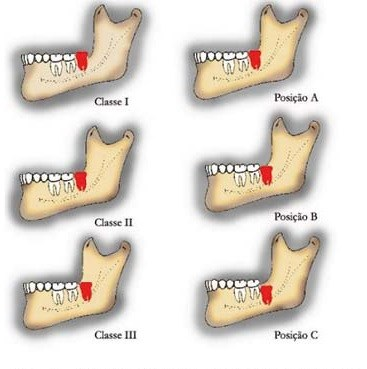 Classe I
Posição A
Classe II
Posição B
Classe III
Posição C